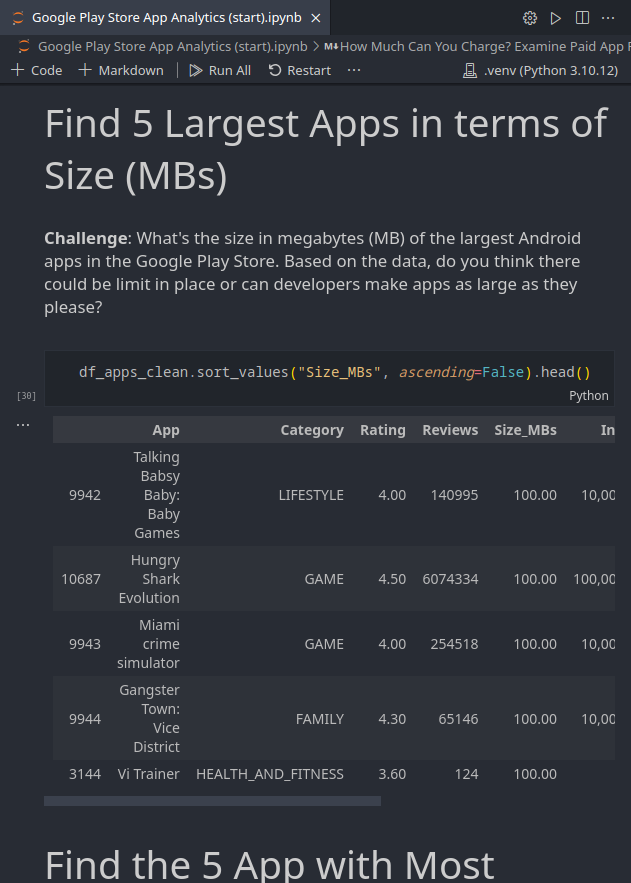 Google Play Store App Analytics (start).ipynb ×
Google Play Store App Analytics (start).ipynb > M↓ How Much Can You Charge? Examine Paid App
+ Code + Markdown | Run All Restart ··· .venv (Python 3.10.12)
Find 5 Largest Apps in terms of
Size (MBs)
Challenge: What's the size in megabytes (MB) of the largest Android
apps in the Google Play Store. Based on the data, do you think there
could be limit in place or can developers make apps as large as they
please?
df_apps_clean.sort_values("Size_MBs", ascending=False).head()
[30] Python
App Category Rating Reviews Size_MBs In
Talking
Babsy
9942 Baby: LIFESTYLE 4.00 140995 100.00 10,00
Baby
Games
Hungry
10687 Shark GAME 4.50 6074334 100.00 100,00
Evolution
Miami
9943 crime GAME 4.00 254518 100.00 10,00
simulator
Gangster
Town:
9944 Vice FAMILY 4.30 65146 100.00 10,00
District
3144 Vi Trainer HEALTH_AND_FITNESS 3.60 124 100.00
Find the 5 App with Most